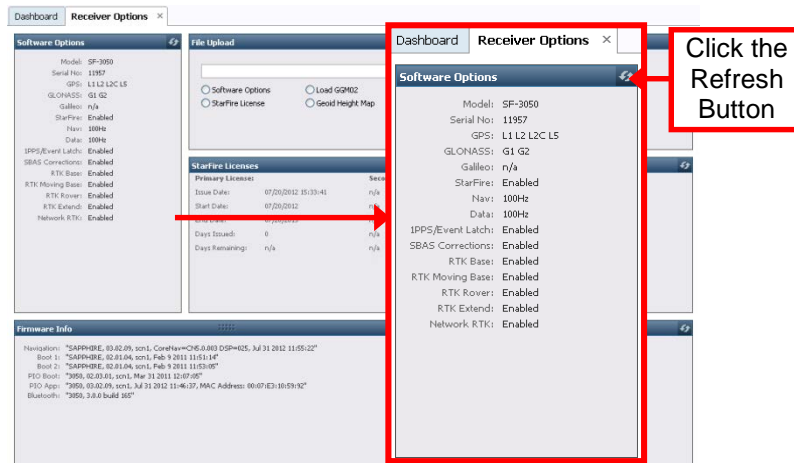 Dashboard Receiver Options ×
Software Options
Model: SF-3050
Serial No: 11957
GPS: L1 L2 L2C L5
GLONASS: G1 G2
Galileo: n/a
StarFire: Enabled
Nav: 100Hz
Data: 100Hz
1PPS/Event Latch: Enabled
SBAS Corrections: Enabled
RTK Base: Enabled
RTK Moving Base: Enabled
RTK Rover: Enabled
RTK Extend: Enabled
Network RTK: Enabled
File Upload
Software Options Load GGM02
StarFire License Geoid Height Map
StarFire Licenses
Primary License: Seco
Issue Date: 07/20/2012 15:33:41 n/a
Start Date: 07/20/2012
End Date: 07/20/2013
Days Issued: 0 n/a
Days Remaining: n/a n/a
Firmware Info
Navigation: "SAPPHIRE, 03.02.09, scn1, CoreNav=CN5.0.003 DSP=025, Jul 31 2012 11:55:22"
Boot 1: "SAPPHIRE, 02.01.04, scn1, Feb 9 2011 11:51:14"
Boot 2: "SAPPHIRE, 02.01.04, scn1, Feb 9 2011 11:53:05"
PIO Boot: "3050, 02.03.01, scn1, Mar 31 2011 12:07:05"
PIO App: "3050, 03.02.09, scn1, Jul 31 2012 11:46:37, MAC Address: 00:07:E3:10:59:92"
Bluetooth: "3050, 3.8.0 build 165"
Dashboard Receiver Options ×
Software Options
Model: SF-3050
Serial No: 11957
GPS: L1 L2 L2C L5
GLONASS: G1 G2
Galileo: n/a
StarFire: Enabled
Nav: 100Hz
Data: 100Hz
1PPS/Event Latch: Enabled
SBAS Corrections: Enabled
RTK Base: Enabled
RTK Moving Base: Enabled
RTK Rover: Enabled
RTK Extend: Enabled
Network RTK: Enabled
Click the
Refresh
Button